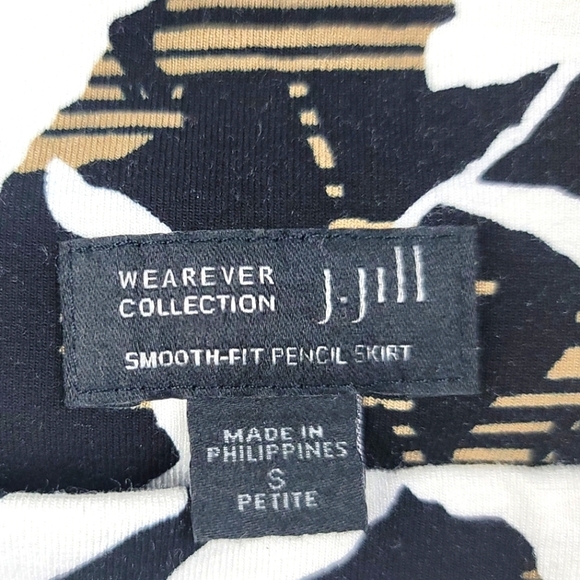 WEAREVER
COLLECTION
J.Jill
SMOOTH-FIT PENCIL SKIRT
MADE IN
PHILIPPINES
S
PETITE